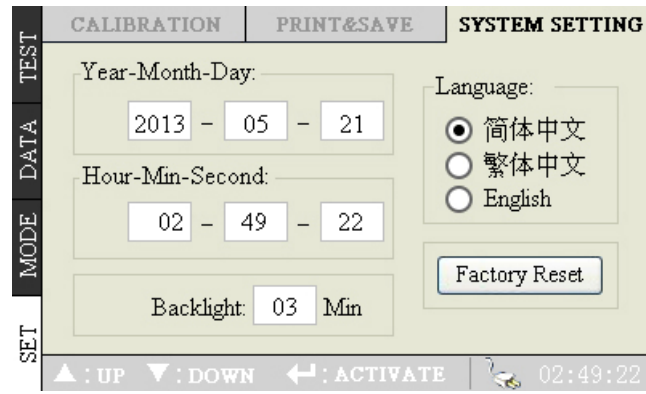 CALIBRATION PRINT&SAVE SYSTEM SETTING
TEST
DATA
MODE
SET
Year-Month-Day:
2013 - 05 - 21
Hour-Min-Second:
02 - 49 - 22
Backlight: 03 Min
Language:
简体中文
繁体中文
English
Factory Reset
▲:UP ▼:DOWN ↵:ACTIVATE 02:49:22